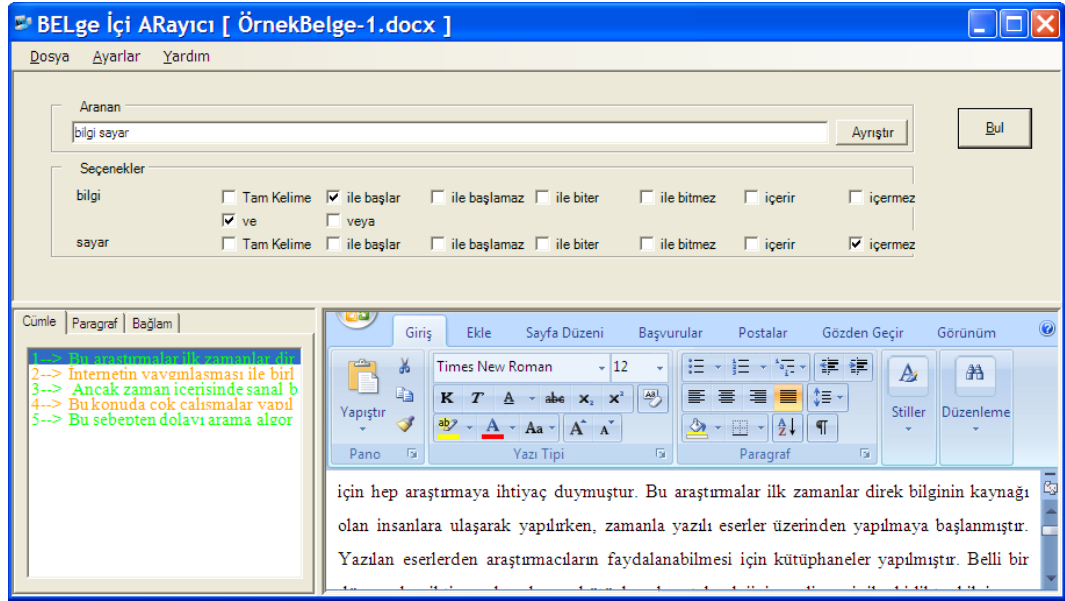 BELge İçi ARayıcı [ ÖrnekBelge-1.docx ]
Dosya Ayarlar Yardım
Aranan
bilgi sayar
Ayrıştır
Bul
Seçenekler
bilgi Tam Kelime ile başlar ile başlamaz ile biter ile bitmez içerir içermez
ve veya
sayar Tam Kelime ile başlar ile başlamaz ile biter ile bitmez içerir içermez
Cümle Paragraf Bağlam
1--> Bu araştırmalar ilk zamanlar dir
2--> İnternetin yaygınlaşması ile birl
3--> Ancak zaman icerisinde sanal b
4--> Bu konuda çok calısmalar yapıl
5--> Bu sebepten dolayı arama algor
Giriş Ekle Sayfa Düzeni Başvurular Postalar Gözden Geçir Görünüm
Times New Roman 12
K T A abe x₂ x²
Yapıştır
Aa
Stiller Düzenleme
Pano Yazı Tipi Paragraf
için hep araştırmaya ihtiyaç duymuştur. Bu araştırmalar ilk zamanlar direk bilginin kaynağı
olan insanlara ulaşarak yapılırken, zamanla yazılı eserler üzerinden yapılmaya başlanmıştır.
Yazılan eserlerden araştırmacıların faydalanabilmesi için kütüphaneler yapılmıştır. Belli bir